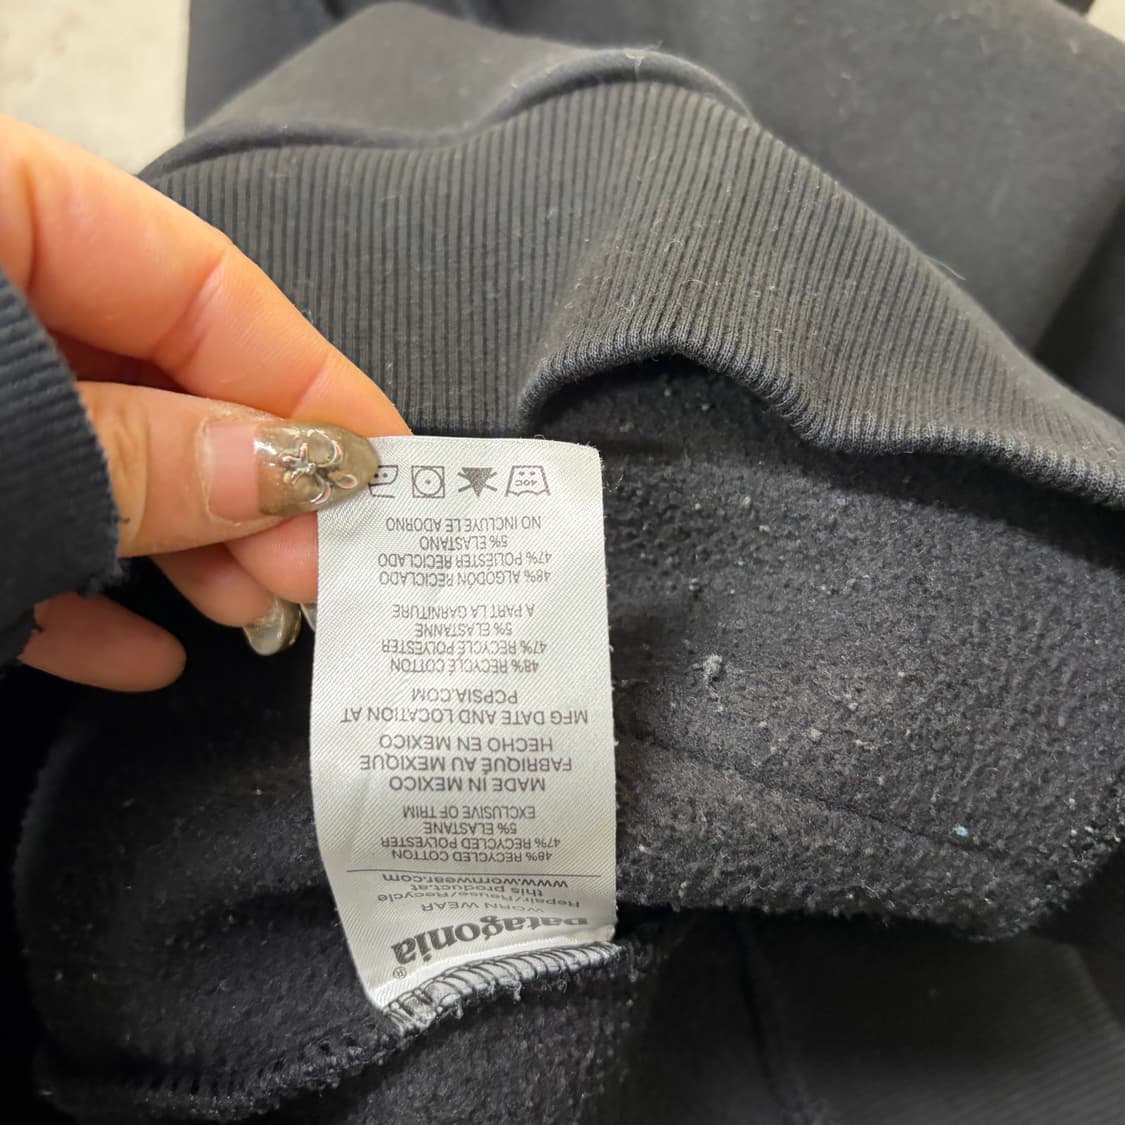 patagonia®
WORN WEAR
Repair/Reuse/Recycle
this product at
www.wornwear.com
48% RECYCLED COTTON
47% RECYCLED POLYESTER
5% ELASTANE
EXCLUSIVE OF TRIM
MADE IN MEXICO
FABRIQUÉ AU MEXIQUE
HECHO EN MEXICO
MFG DATE AND LOCATION AT
PCPSIA.COM
48% RECYCLÉ COTTON
47% RECYCLÉ POLYESTER
5% ELASTANNE
A PART LA GARNITURE
48% ALGODÓN RECICLADO
47% POLIESTER RECICLADO
5% ELASTANO
NO INCLUYE LE ADORNO
40C